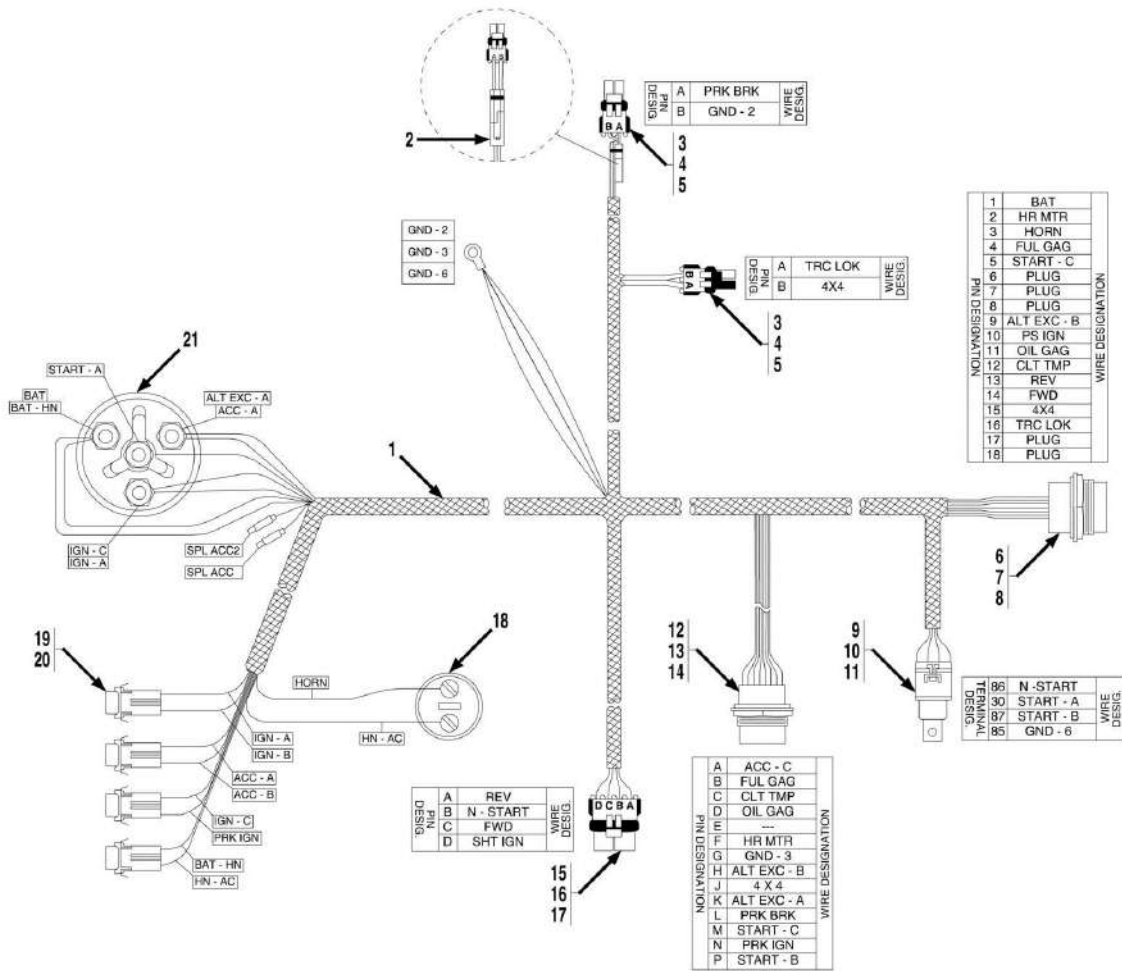 2
PIN DESIG.
A PRK BRK
B GND - 2
WIRE DESIG.
B A
3
4
5
GND - 2
GND - 3
GND - 6
PIN DESIG.
A TRC LOK
B 4X4
WIRE DESIG.
B
A
3
4
5
PIN DESIGNATION
1 BAT
2 HR MTR
3 HORN
4 FUL GAG
5 START - C
6 PLUG
7 PLUG
8 PLUG
9 ALT EXC - B
10 PS IGN
11 OIL GAG
12 CLT TMP
13 REV
14 FWD
15 4X4
16 TRC LOK
17 PLUG
18 PLUG
WIRE DESIGNATION
21
START - A
BAT
BAT - HN
ALT EXC - A
ACC - A
IGN - C
IGN - A
1
SPL ACC2
SPL ACC
6
7
8
19
20
HORN
18
HN - AC
IGN - A
IGN - B
ACC - A
ACC - B
IGN - C
PRK IGN
BAT - HN
HN - AC
12
13
14
9
10
11
TERMINAL DESIG.
86 N -START
30 START - A
87 START - B
85 GND - 6
WIRE DESIG.
PIN DESIG.
A REV
B N - START
C FWD
D SHT IGN
WIRE DESIG.
D C B A
15
16
17
PIN DESIGNATION
A ACC - C
B FUL GAG
C CLT TMP
D OIL GAG
E ---
F HR MTR
G GND - 3
H ALT EXC - B
J 4 X 4
K ALT EXC - A
L PRK BRK
M START - C
N PRK IGN
P START - B
WIRE DESIGNATION